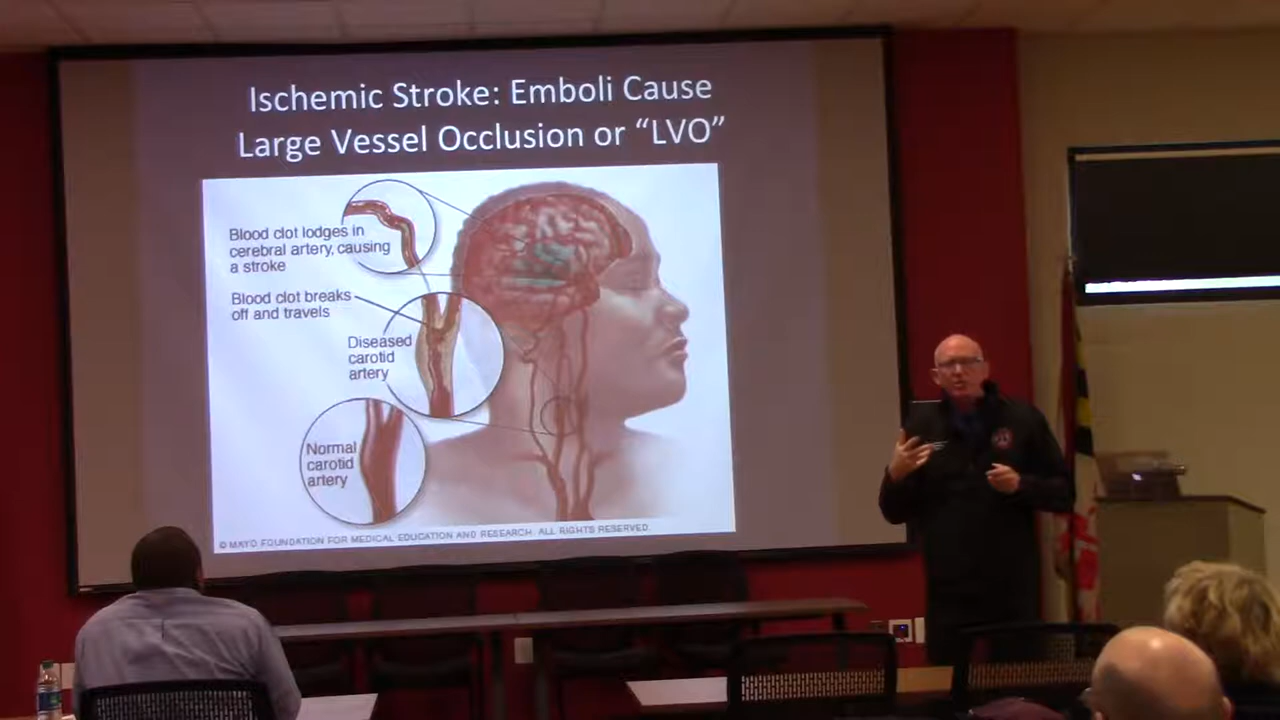 Ischemic Stroke: Emboli Cause
Large Vessel Occlusion or “LVO”
Blood clot lodges in
cerebral artery, causing
a stroke
Blood clot breaks
off and travels
Diseased
carotid
artery
Normal
carotid
artery
© MAYO FOUNDATION FOR MEDICAL EDUCATION AND RESEARCH. ALL RIGHTS RESERVED.